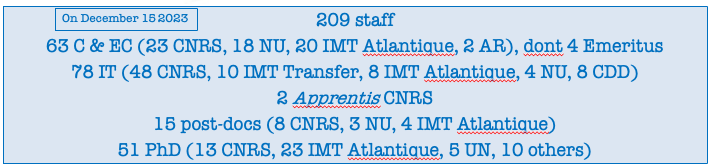 On December 15 2023
209 staff
63 C & EC (23 CNRS, 18 NU, 20 IMT Atlantique, 2 AR), dont 4 Emeritus
78 IT (48 CNRS, 10 IMT Transfer, 8 IMT Atlantique, 4 NU, 8 CDD)
2 Apprentis CNRS
15 post-docs (8 CNRS, 3 NU, 4 IMT Atlantique)
51 PhD (13 CNRS, 23 IMT Atlantique, 5 UN, 10 others)